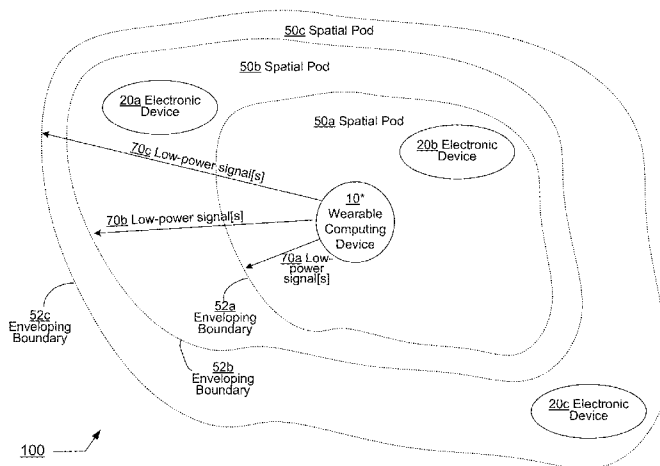 50c Spatial Pod
50b Spatial Pod
20a Electronic
Device
50a Spatial Pod
20b Electronic
Device
70c Low-power signal[s]
10*
Wearable
Computing
Device
70b Low-power signal[s]
70a Low-
power
signal[s]
52c
Enveloping
Boundary
52a
Enveloping
Boundary
52b
Enveloping
Boundary
20c Electronic
Device
100